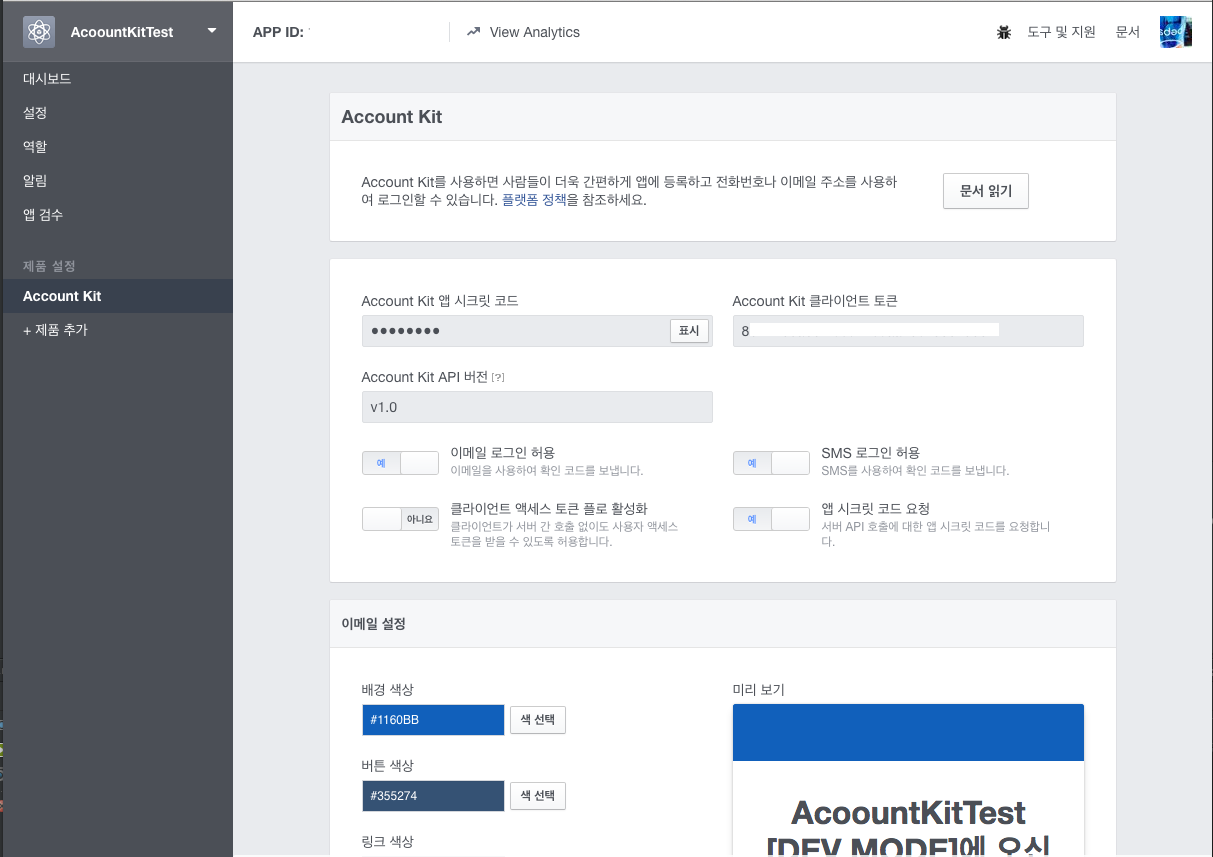 AcoountKitTest
APP ID:
View Analytics
도구 및 지원
문서
대시보드
설정
역할
알림
앱 검수
제품 설정
Account Kit
+ 제품 추가
Account Kit
Account Kit를 사용하면 사람들이 더욱 간편하게 앱에 등록하고 전화번호나 이메일 주소를 사용하
여 로그인할 수 있습니다. 플랫폼 정책을 참조하세요.
문서 읽기
Account Kit 앱 시크릿 코드
●●●●●●●●
표시
Account Kit 클라이언트 토큰
8
Account Kit API 버전 [?]
v1.0
예
이메일 로그인 허용
이메일을 사용하여 확인 코드를 보냅니다.
예
SMS 로그인 허용
SMS를 사용하여 확인 코드를 보냅니다.
아니요
클라이언트 액세스 토큰 플로 활성화
클라이언트가 서버 간 호출 없이도 사용자 액세스
토큰을 받을 수 있도록 허용합니다.
예
앱 시크릿 코드 요청
서버 API 호출에 대한 앱 시크릿 코드를 요청합니
다.
이메일 설정
배경 색상
#1160BB
색 선택
버튼 색상
#355274
색 선택
링크 색상
미리 보기
AcoountKitTest
[DEV MODE]에 오신